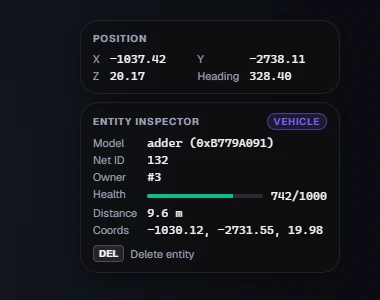 POSITION
X -1037.42 Y -2738.11
Z 20.17 Heading 328.40
ENTITY INSPECTOR VEHICLE
Model adder (0xB779A091)
Net ID 132
Owner #3
Health 742/1000
Distance 9.6 m
Coords -1030.12, -2731.55, 19.98
DEL Delete entity